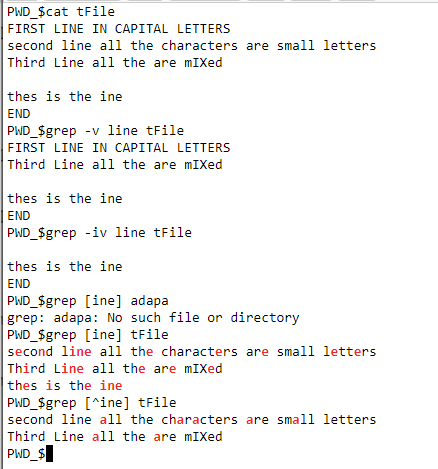 PWD_$cat tFile
FIRST LINE IN CAPITAL LETTERS
second line all the characters are small letters
Third Line all the are mIXed

thes is the ine
END
PWD_$grep -v line tFile
FIRST LINE IN CAPITAL LETTERS
Third Line all the are mIXed

thes is the ine
END
PWD_$grep -iv line tFile

thes is the ine
END
PWD_$grep [ine] adapa
grep: adapa: No such file or directory
PWD_$grep [ine] tFile
second line all the characters are small letters
Third Line all the are mIXed
thes is the ine
PWD_$grep [^ine] tFile
second line all the characters are small letters
Third Line all the are mIXed
PWD_$